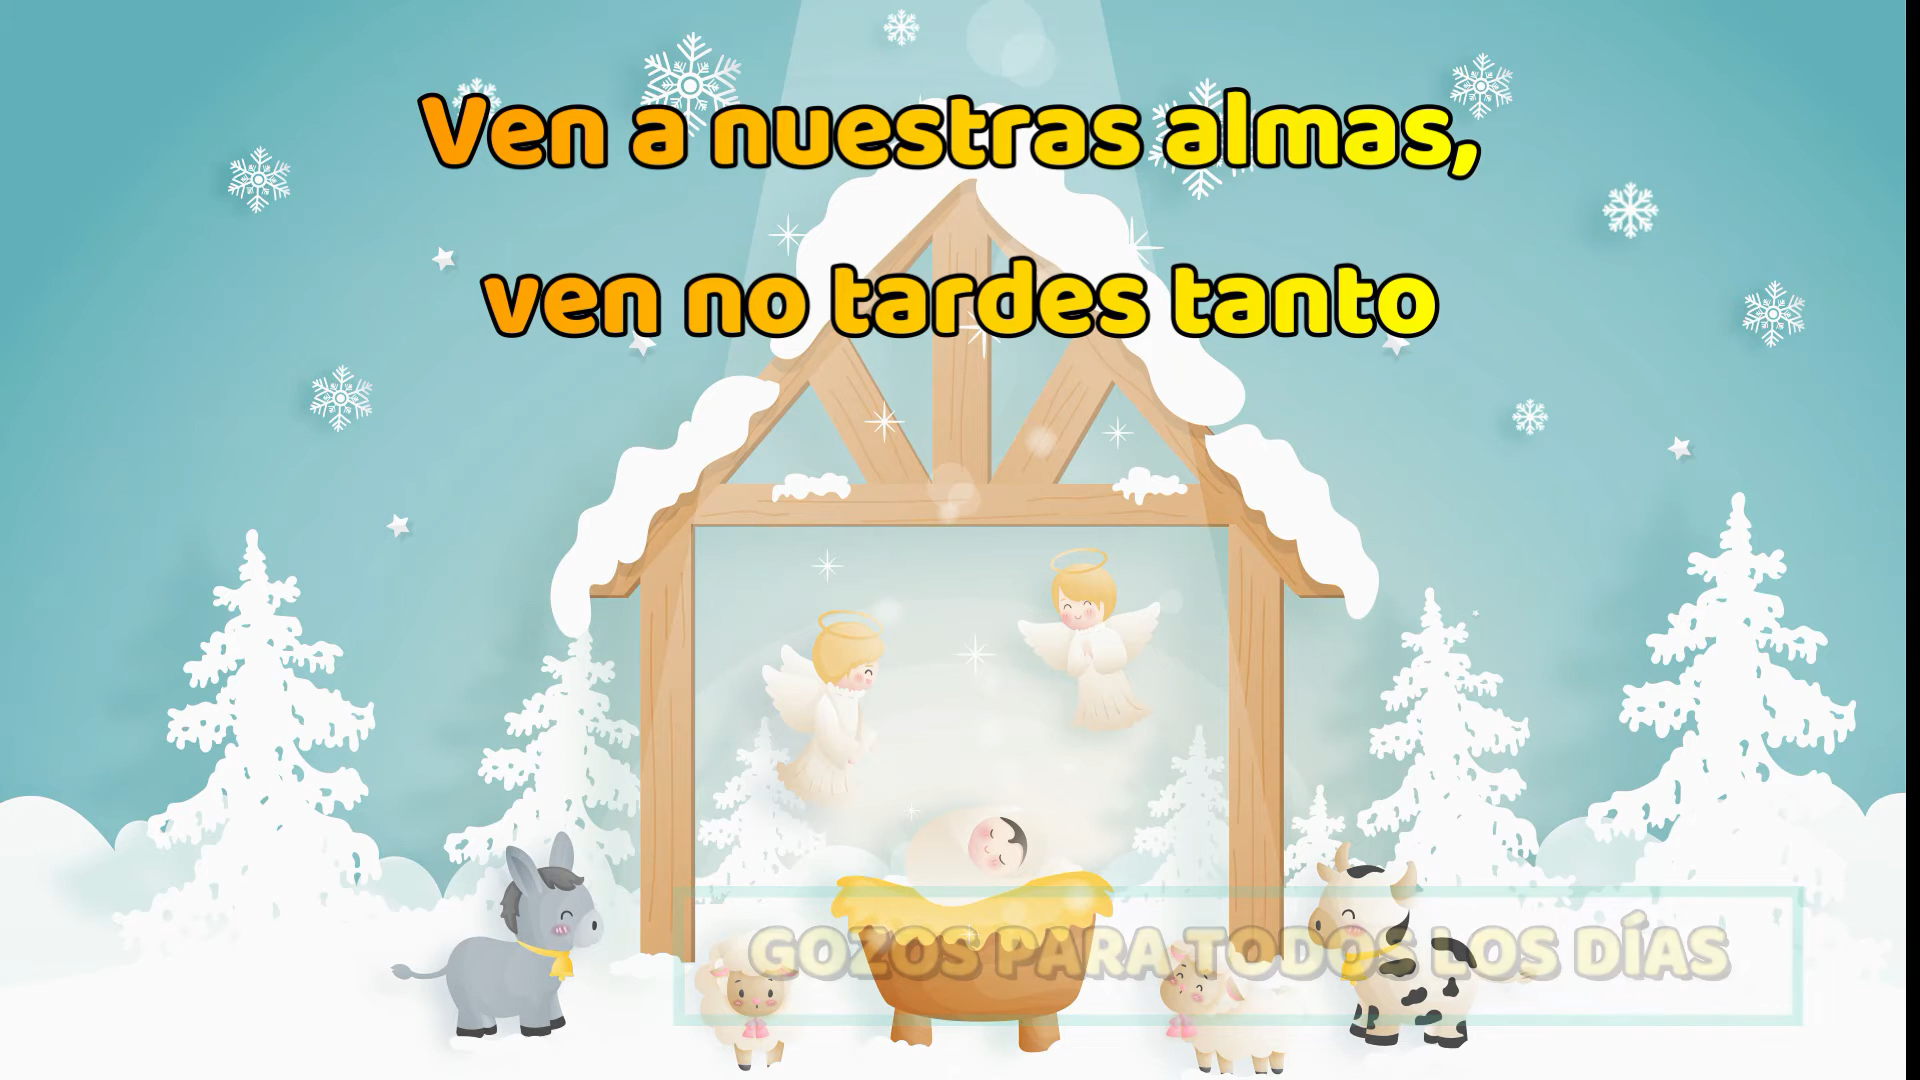 Ven a nuestras almas,
ven no tardes tanto
GOZOS PARA TODOS LOS DÍAS